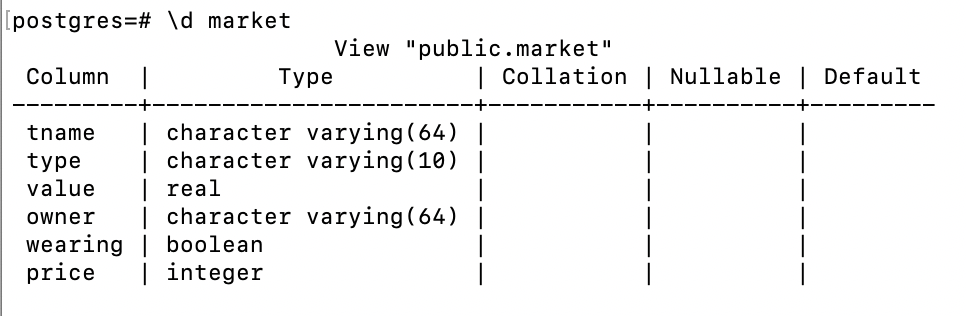 [postgres=# \d market
View "public.market"
Column | Type | Collation | Nullable | Default
---------+-----------------------+-----------+----------+---------
tname | character varying(64) | | |
type | character varying(10) | | |
value | real | | |
owner | character varying(64) | | |
wearing | boolean | | |
price | integer | | |